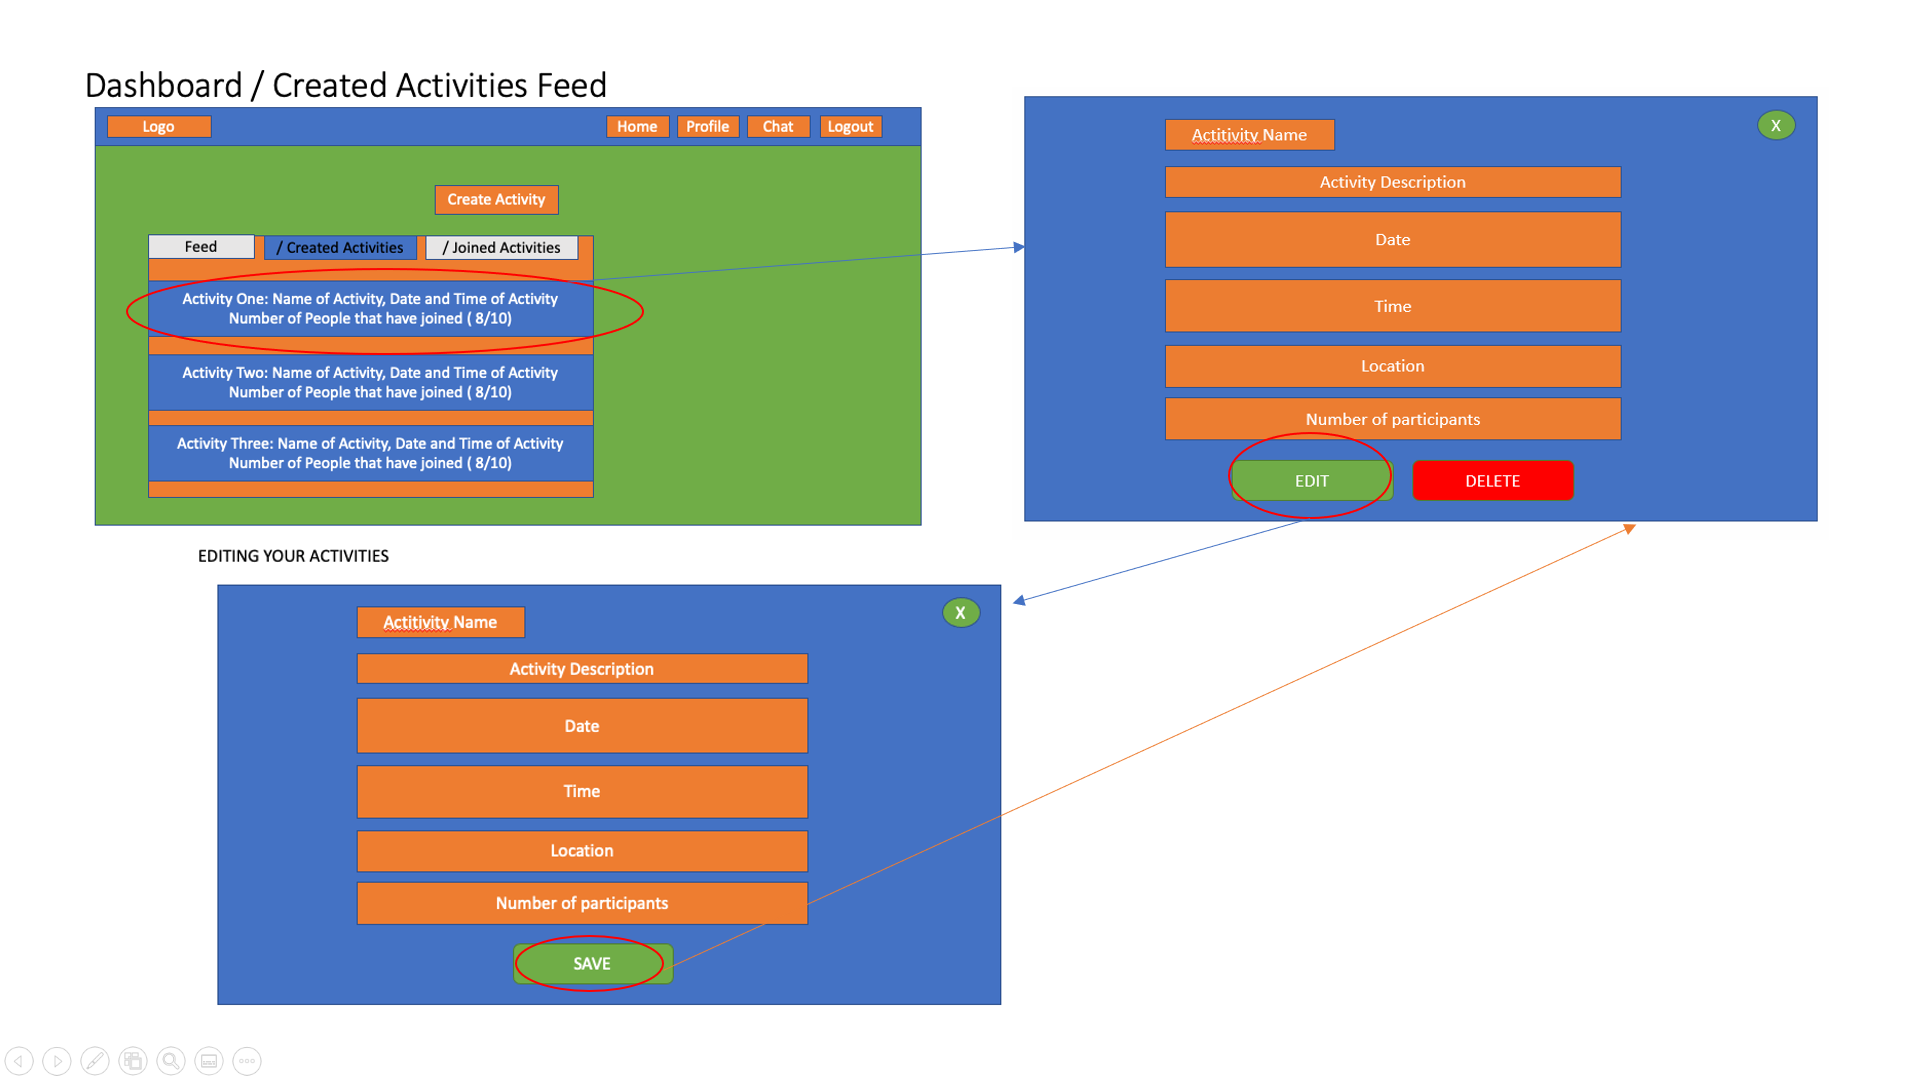 Dashboard / Created Activities Feed
Logo
Home
Profile
Chat
Logout
Create Activity
Feed
/ Created Activities
/ Joined Activities
Activity One: Name of Activity, Date and Time of Activity
Number of People that have joined ( 8/10)
Activity Two: Name of Activity, Date and Time of Activity
Number of People that have joined ( 8/10)
Activity Three: Name of Activity, Date and Time of Activity
Number of People that have joined ( 8/10)
X
Actitivity Name
Activity Description
Date
Time
Location
Number of participants
EDIT
DELETE
EDITING YOUR ACTIVITIES
X
Actitivity Name
Activity Description
Date
Time
Location
Number of participants
SAVE